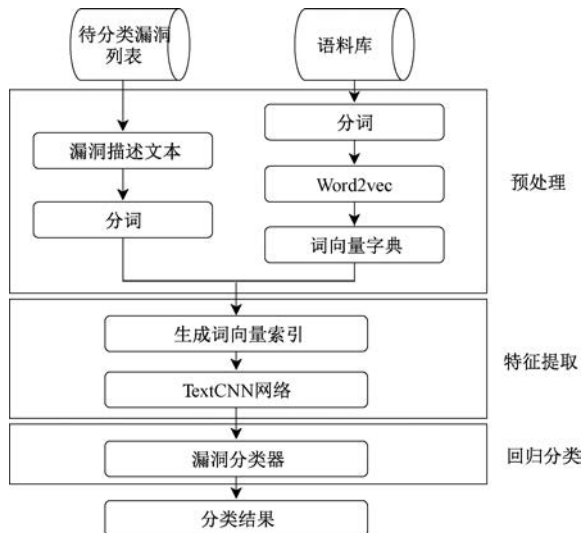 待分类漏洞
列表
语料库
漏洞描述文本
分词
分词
Word2vec
词向量字典
预处理
生成词向量索引
TextCNN网络
特征提取
漏洞分类器
回归分类
分类结果